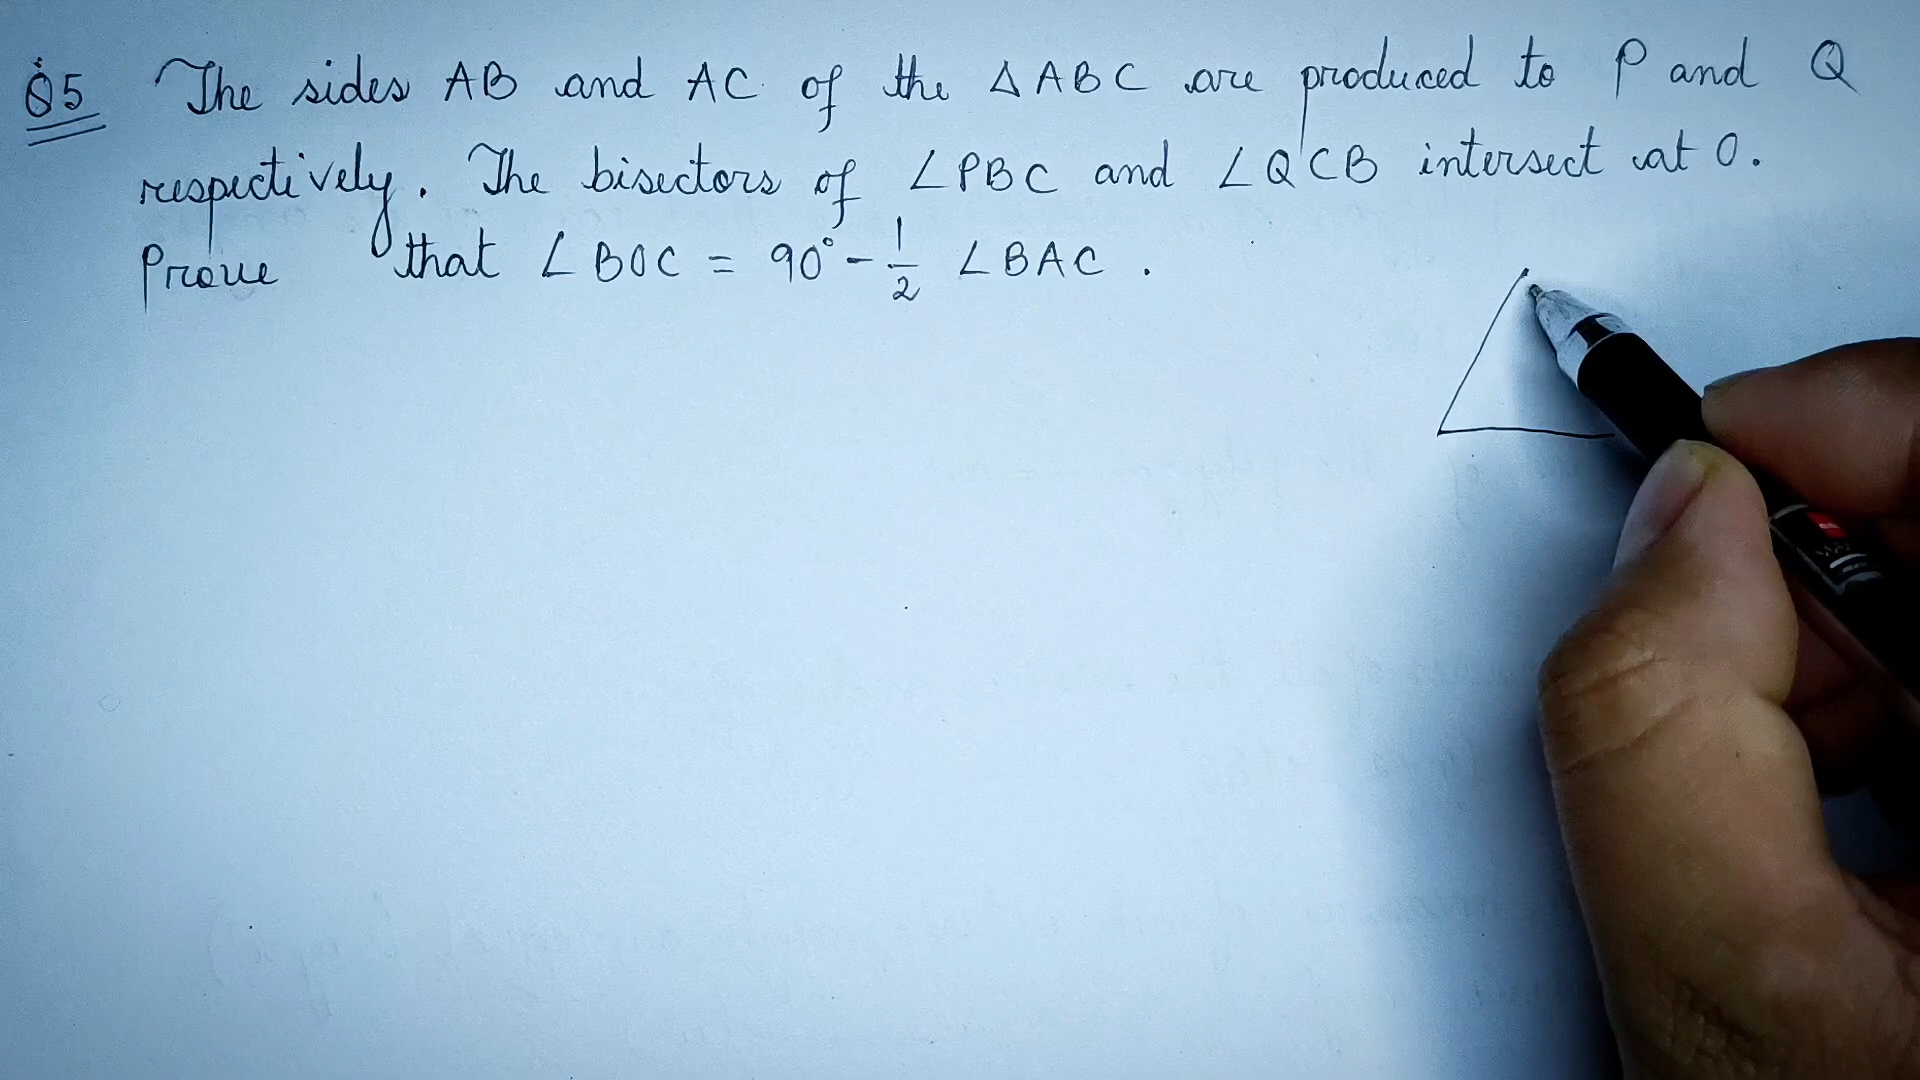 Q5 The sides AB and AC of the △ABC are produced to P and Q
respectively. The bisectors of ∠PBC and ∠QCB intersect at O.
Prove that ∠BOC = 90° - 1/2 ∠BAC.